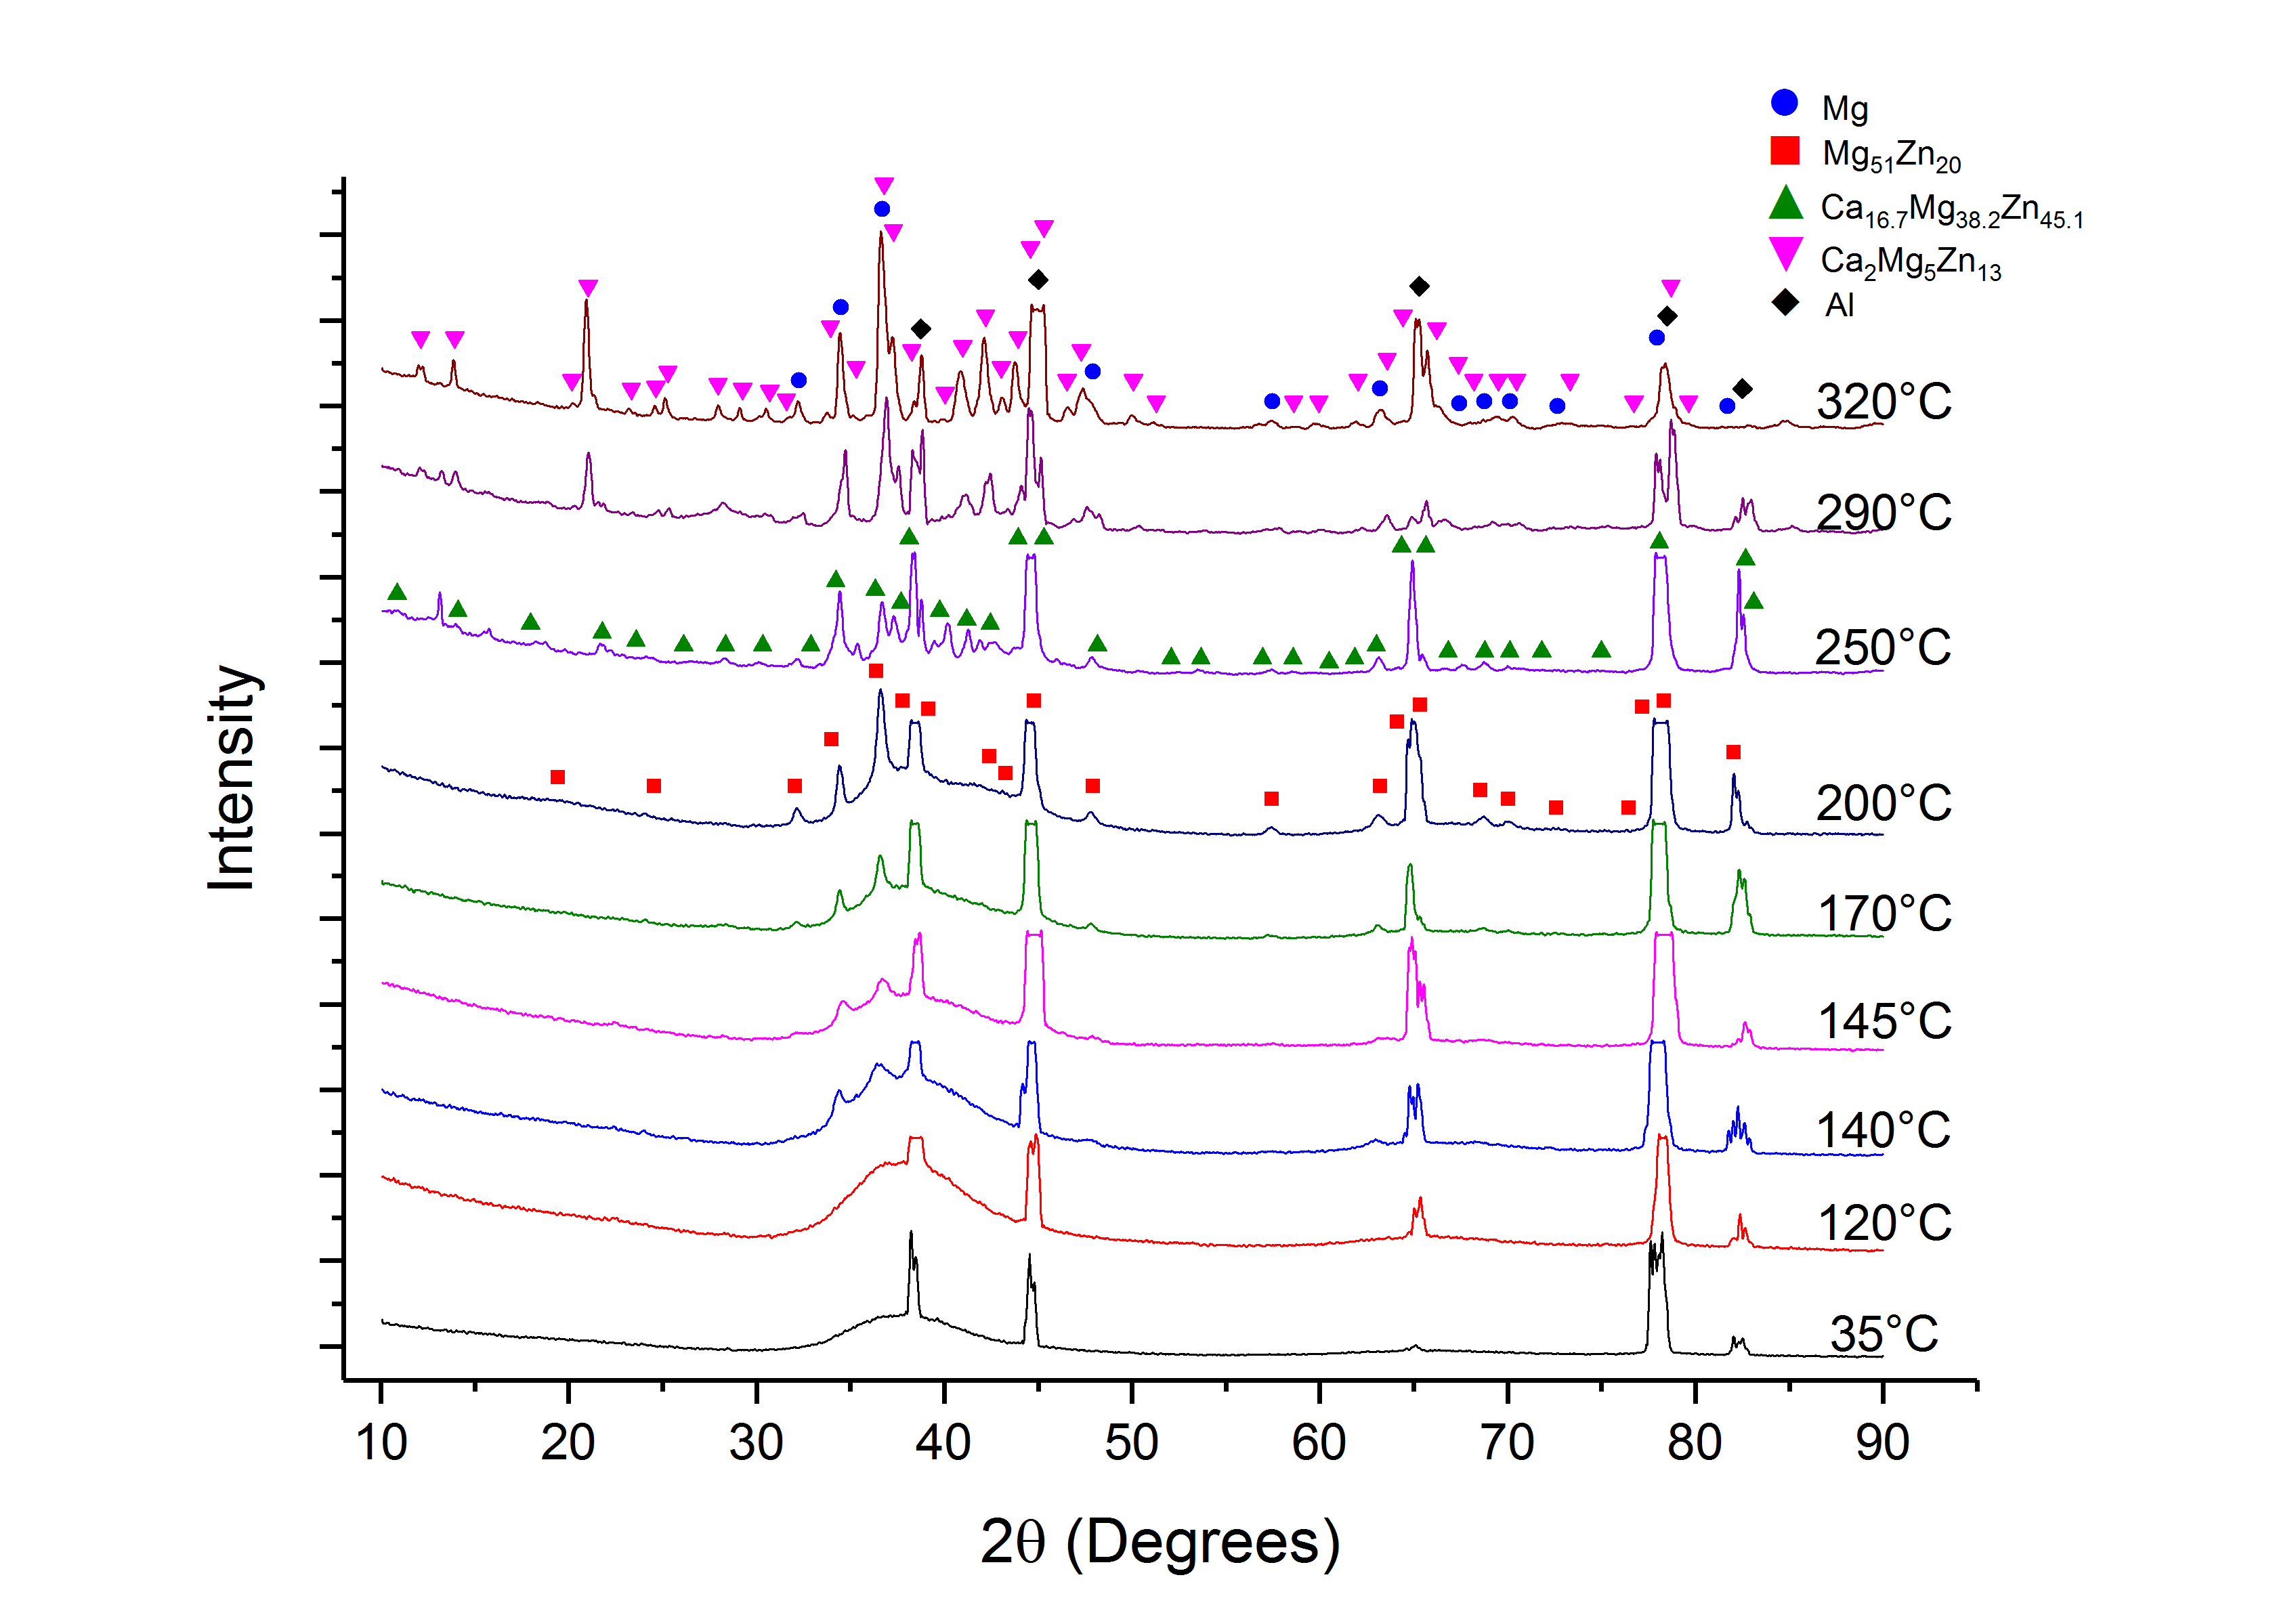 Mg
Mg51Zn20
Ca16.7Mg38.2Zn45.1
Ca2Mg5Zn13
Al
320°C
290°C
250°C
200°C
170°C
145°C
140°C
120°C
35°C
Intensity
10 20 30 40 50 60 70 80 90
2θ (Degrees)